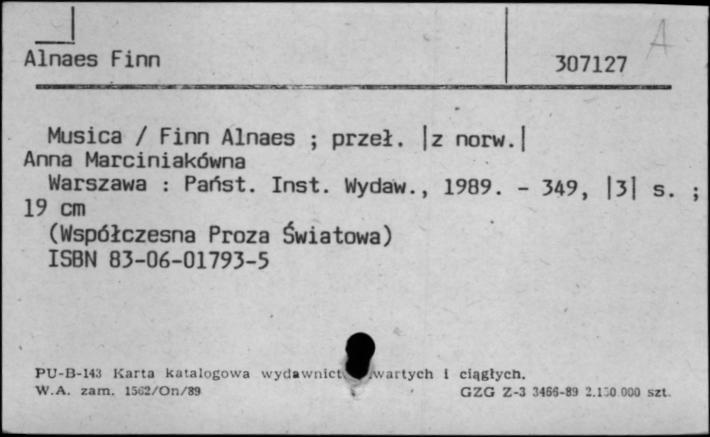 A
Alnaes Finn 307127
Musica / Finn Alnaes ; przeł. |z norw.|
Anna Marciniakówna
Warszawa : Państ. Inst. Wydaw., 1989. - 349, |3| s. ;
19 cm
(Współczesna Proza Światowa)
ISBN 83-06-01793-5
PU-B-143 Karta katalogowa wydawnict wartych i ciągłych.
W.A. zam. 1562/On/89 GZG Z-3 3466-89 2.150.000 szt.